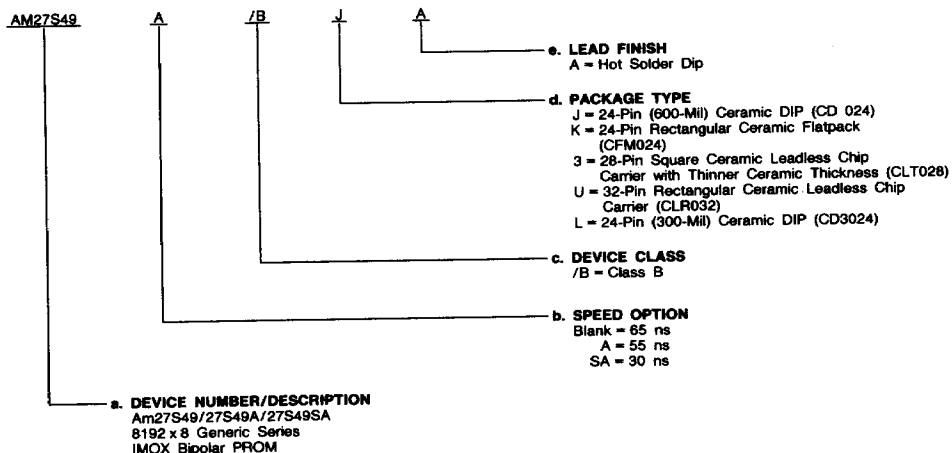 AM27S49 A /B J A
e. LEAD FINISH
A = Hot Solder Dip
d. PACKAGE TYPE
J = 24-Pin (600-Mil) Ceramic DIP (CD 024)
K = 24-Pin Rectangular Ceramic Flatpack
(CFM024)
3 = 28-Pin Square Ceramic Leadless Chip
Carrier with Thinner Ceramic Thickness (CLT028)
U = 32-Pin Rectangular Ceramic Leadless Chip
Carrier (CLR032)
L = 24-Pin (300-Mil) Ceramic DIP (CD3024)
c. DEVICE CLASS
/B = Class B
b. SPEED OPTION
Blank = 65 ns
A = 55 ns
SA = 30 ns
a. DEVICE NUMBER/DESCRIPTION
Am27S49/27S49A/27S49SA
8192 x 8 Generic Series
IMOX Bipolar PROM